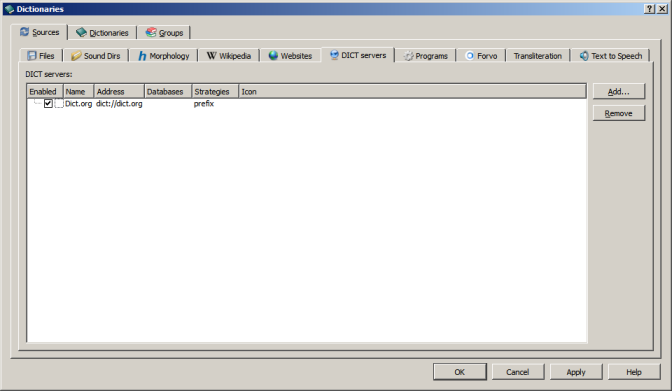 Dictionaries
Sources Dictionaries Groups
Files Sound Dirs Morphology Wikipedia Websites DICT servers Programs Forvo Transliteration Text to Speech
DICT servers:
Enabled Name Address Databases Strategies Icon
Dict.org dict://dict.org prefix
Add...
Remove
OK Cancel Apply Help